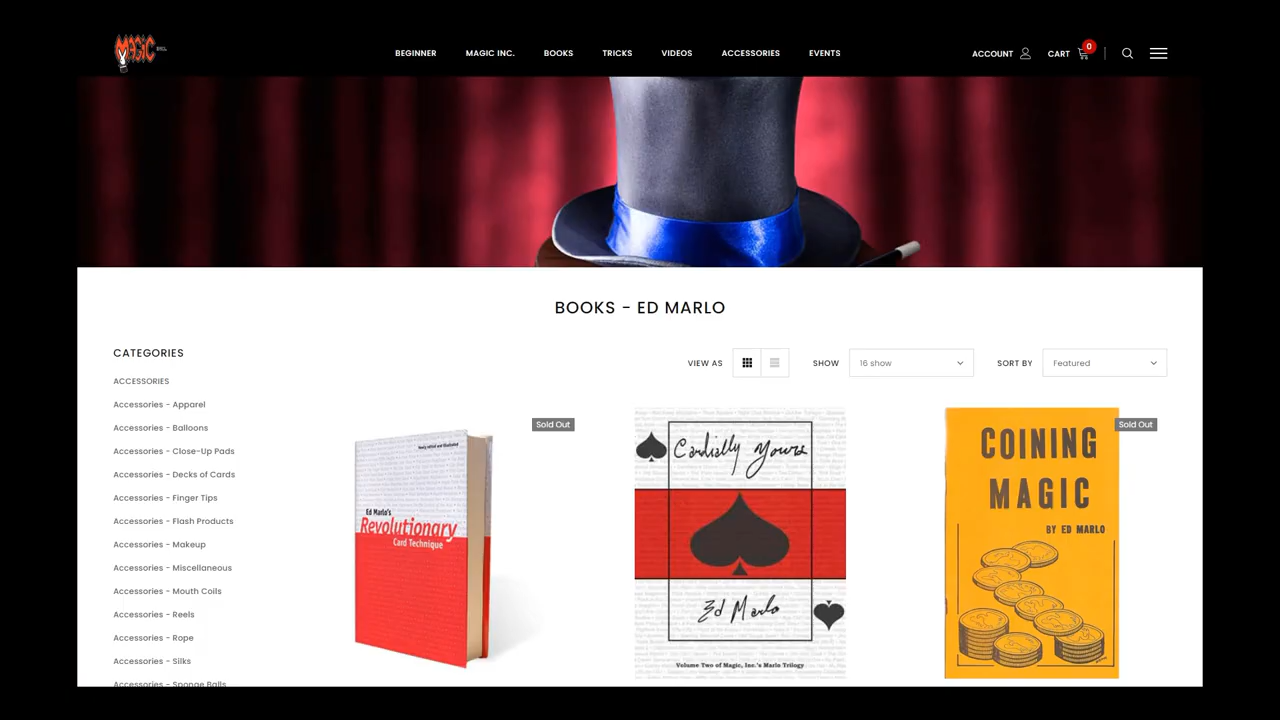 MAGIC INC.
BEGINNER
MAGIC INC.
BOOKS
TRICKS
VIDEOS
ACCESSORIES
EVENTS
ACCOUNT
CART
0
BOOKS - ED MARLO
CATEGORIES
VIEW AS
SHOW
16 show
SORT BY
Featured
ACCESSORIES
Accessories - Apparel
Accessories - Balloons
Accessories - Close-Up Pads
Accessories - Decks of Cards
Accessories - Finger Tips
Accessories - Flash Products
Accessories - Makeup
Accessories - Miscellaneous
Accessories - Mouth Coils
Accessories - Reels
Accessories - Rope
Accessories - Silks
Accessories - Sponge Balls
Sold Out
Ed Marlo's
Revolutionary
Card Technique
Cordially Yours
Ed Marlo
Volume Two of Magic, Inc.'s Marlo Trilogy
Sold Out
COINING
MAGIC
BY ED MARLO